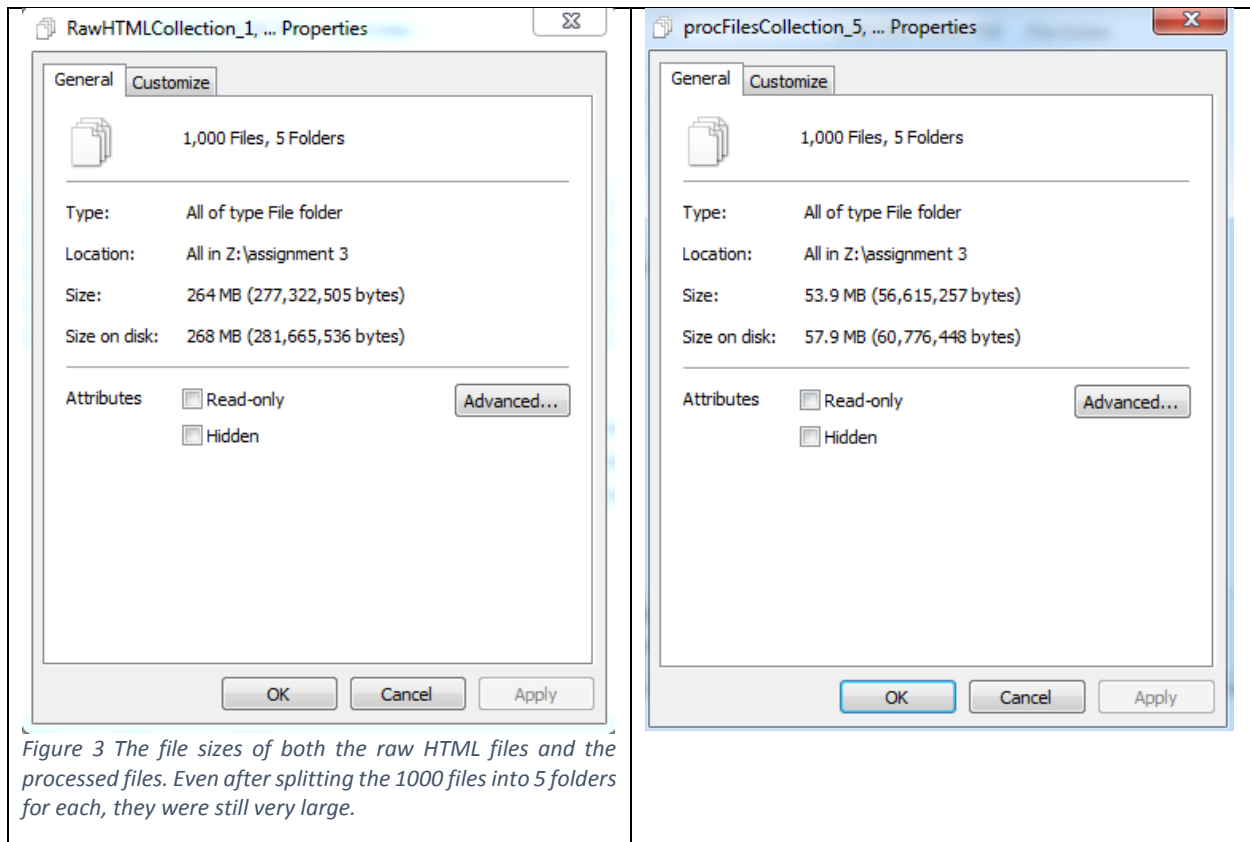 RawHTMLCollection_1, ... Properties
General Customize
1,000 Files, 5 Folders
Type: All of type File folder
Location: All in Z:\assignment 3
Size: 264 MB (277,322,505 bytes)
Size on disk: 268 MB (281,665,536 bytes)
Attributes Read-only Advanced...
Hidden
OK Cancel Apply
Figure 3 The file sizes of both the raw HTML files and the
processed files. Even after splitting the 1000 files into 5 folders
for each, they were still very large.
procFilesCollection_5, ... Properties
General Customize
1,000 Files, 5 Folders
Type: All of type File folder
Location: All in Z:\assignment 3
Size: 53.9 MB (56,615,257 bytes)
Size on disk: 57.9 MB (60,776,448 bytes)
Attributes Read-only Advanced...
Hidden
OK Cancel Apply